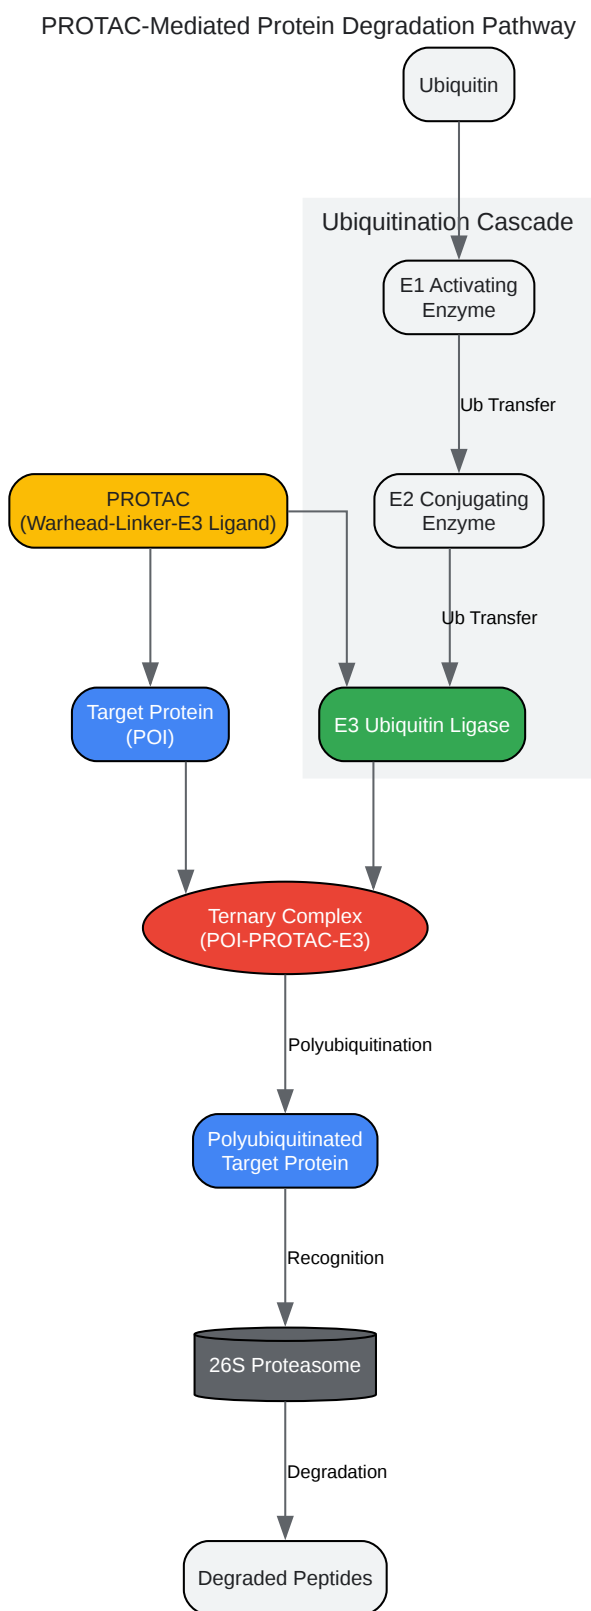 PROTAC-Mediated Protein Degradation Pathway
Ubiquitin
Ubiquitination Cascade
E1 Activating
Enzyme
Ub Transfer
PROTAC
(Warhead-Linker-E3 Ligand)
E2 Conjugating
Enzyme
Ub Transfer
Target Protein
(POI)
E3 Ubiquitin Ligase
Ternary Complex
(POI-PROTAC-E3)
Polyubiquitination
Polyubiquitinated
Target Protein
Recognition
26S Proteasome
Degradation
Degraded Peptides